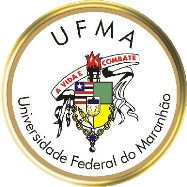 UFMA
A VIDA É COMBATE
Universidade Federal do Maranhão